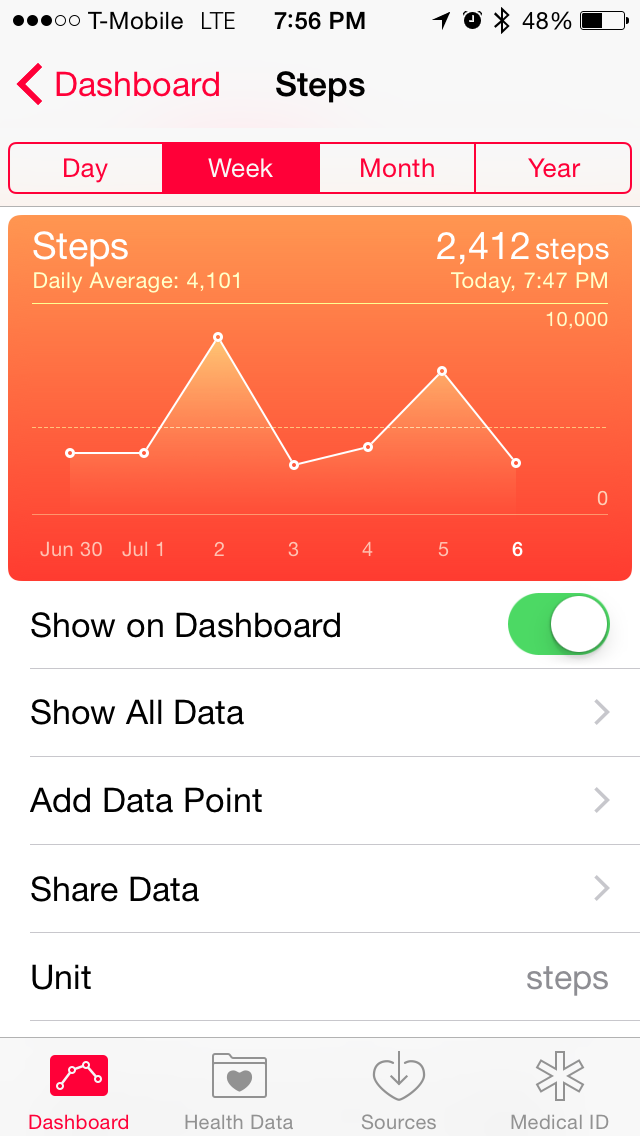 T-Mobile LTE 7:56 PM 48%
Dashboard Steps
Day Week Month Year
Steps 2,412 steps
Daily Average: 4,101 Today, 7:47 PM
10,000
0
Jun 30 Jul 1 2 3 4 5 6
Show on Dashboard
Show All Data
Add Data Point
Share Data
Unit steps
Dashboard Health Data Sources Medical ID